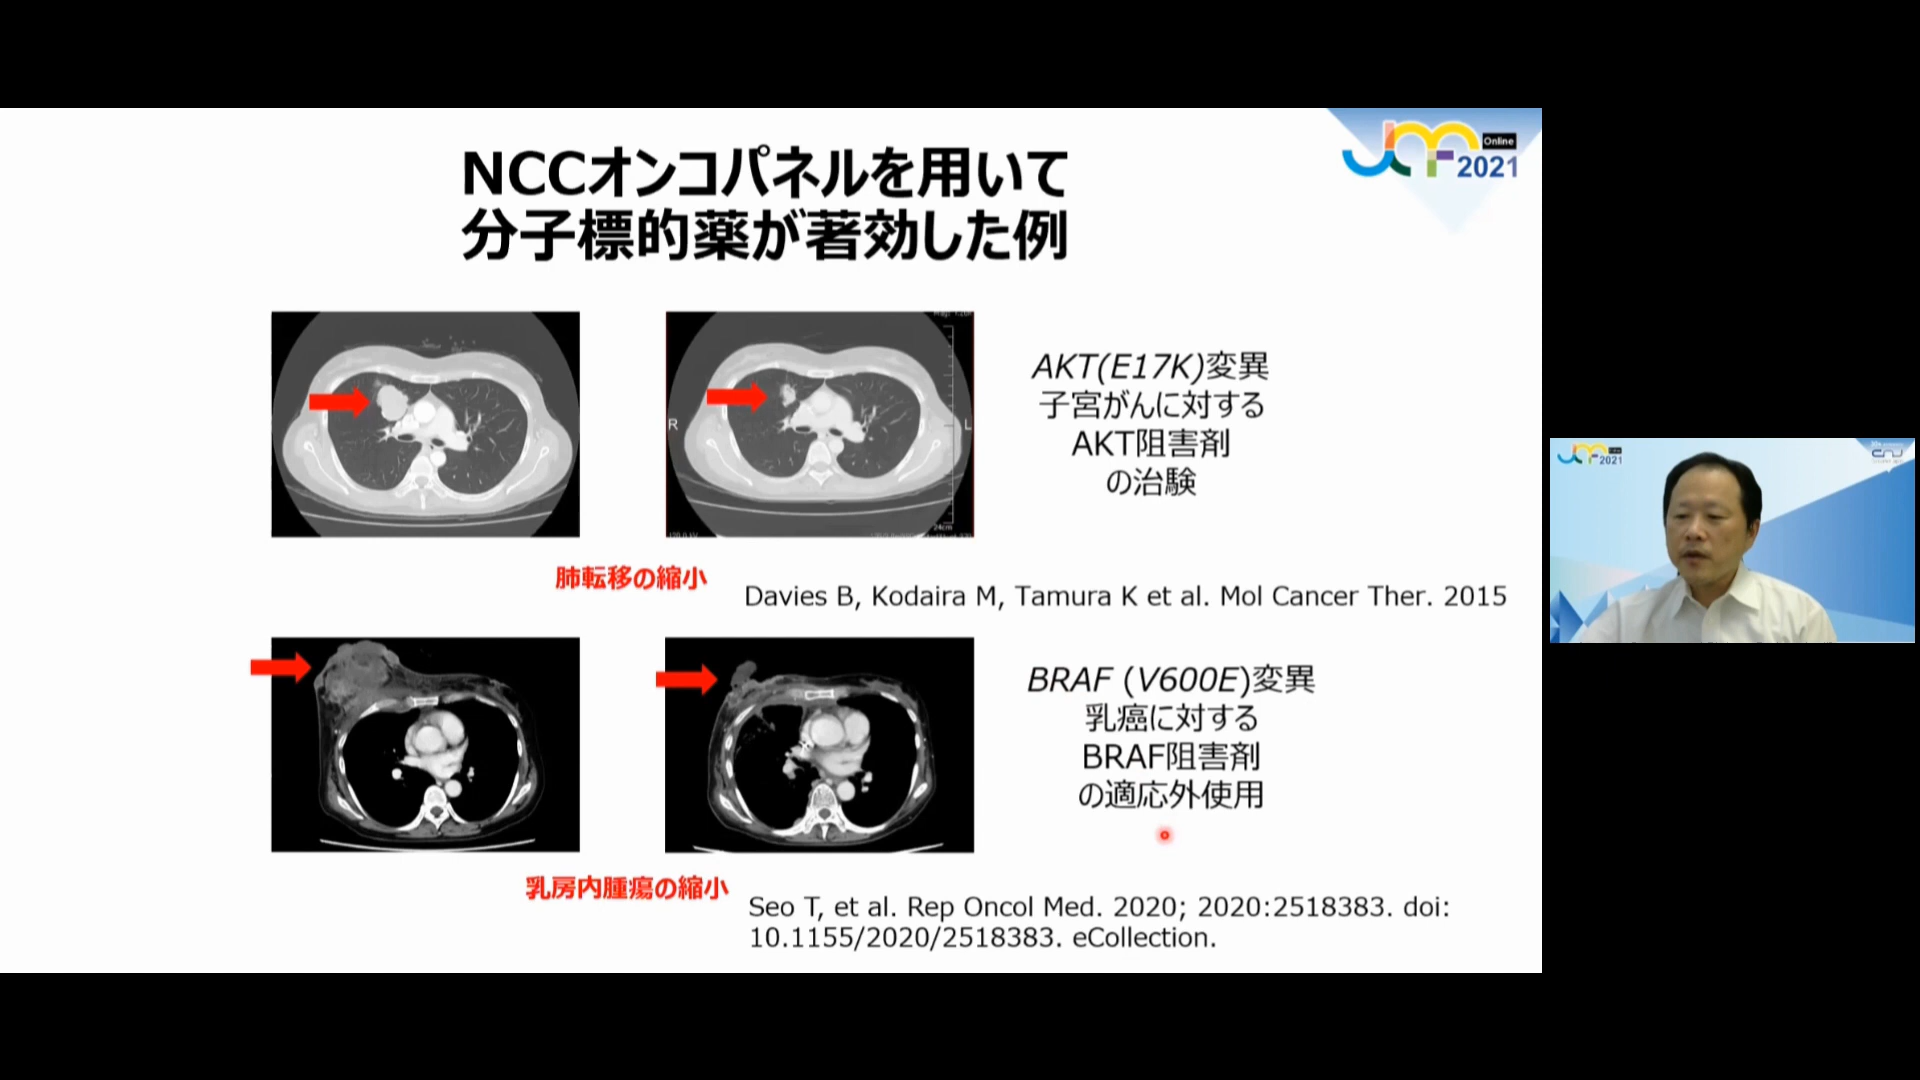 NCCオンコパネルを用いて
分子標的薬が著効した例
Online
2021
R
L
24cm
AKT(E17K)変異
子宮がんに対する
AKT阻害剤
の治験
肺転移の縮小
Davies B, Kodaira M, Tamura K et al. Mol Cancer Ther. 2015
BRAF (V600E)変異
乳癌に対する
BRAF阻害剤
の適応外使用
乳房内腫瘍の縮小
Seo T, et al. Rep Oncol Med. 2020; 2020:2518383. doi:
10.1155/2020/2518383. eCollection.
2021